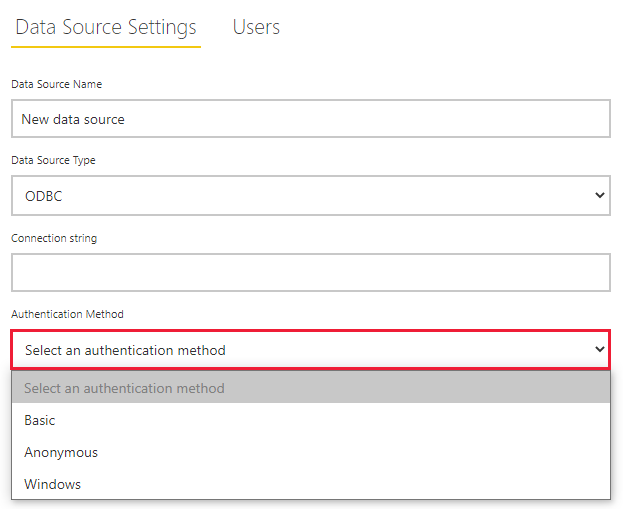 Data Source Settings Users
Data Source Name
New data source
Data Source Type
ODBC
Connection string
Authentication Method
Select an authentication method
Select an authentication method
Basic
Anonymous
Windows